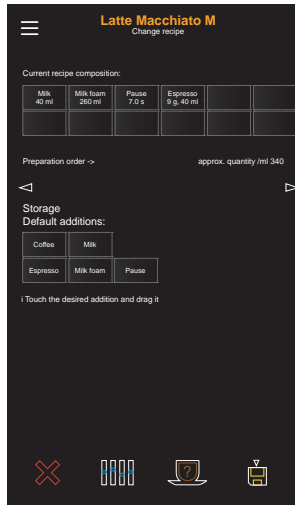 Latte Macchiato M
Change recipe
Current recipe composition:
Milk
40 ml
Milk foam
260 ml
Pause
7.0 s
Espresso
9 g, 40 ml
Preparation order ->
approx. quantity /ml 340
Storage
Default additions:
Coffee
Milk
Espresso
Milk foam
Pause
i Touch the desired addition and drag it
?